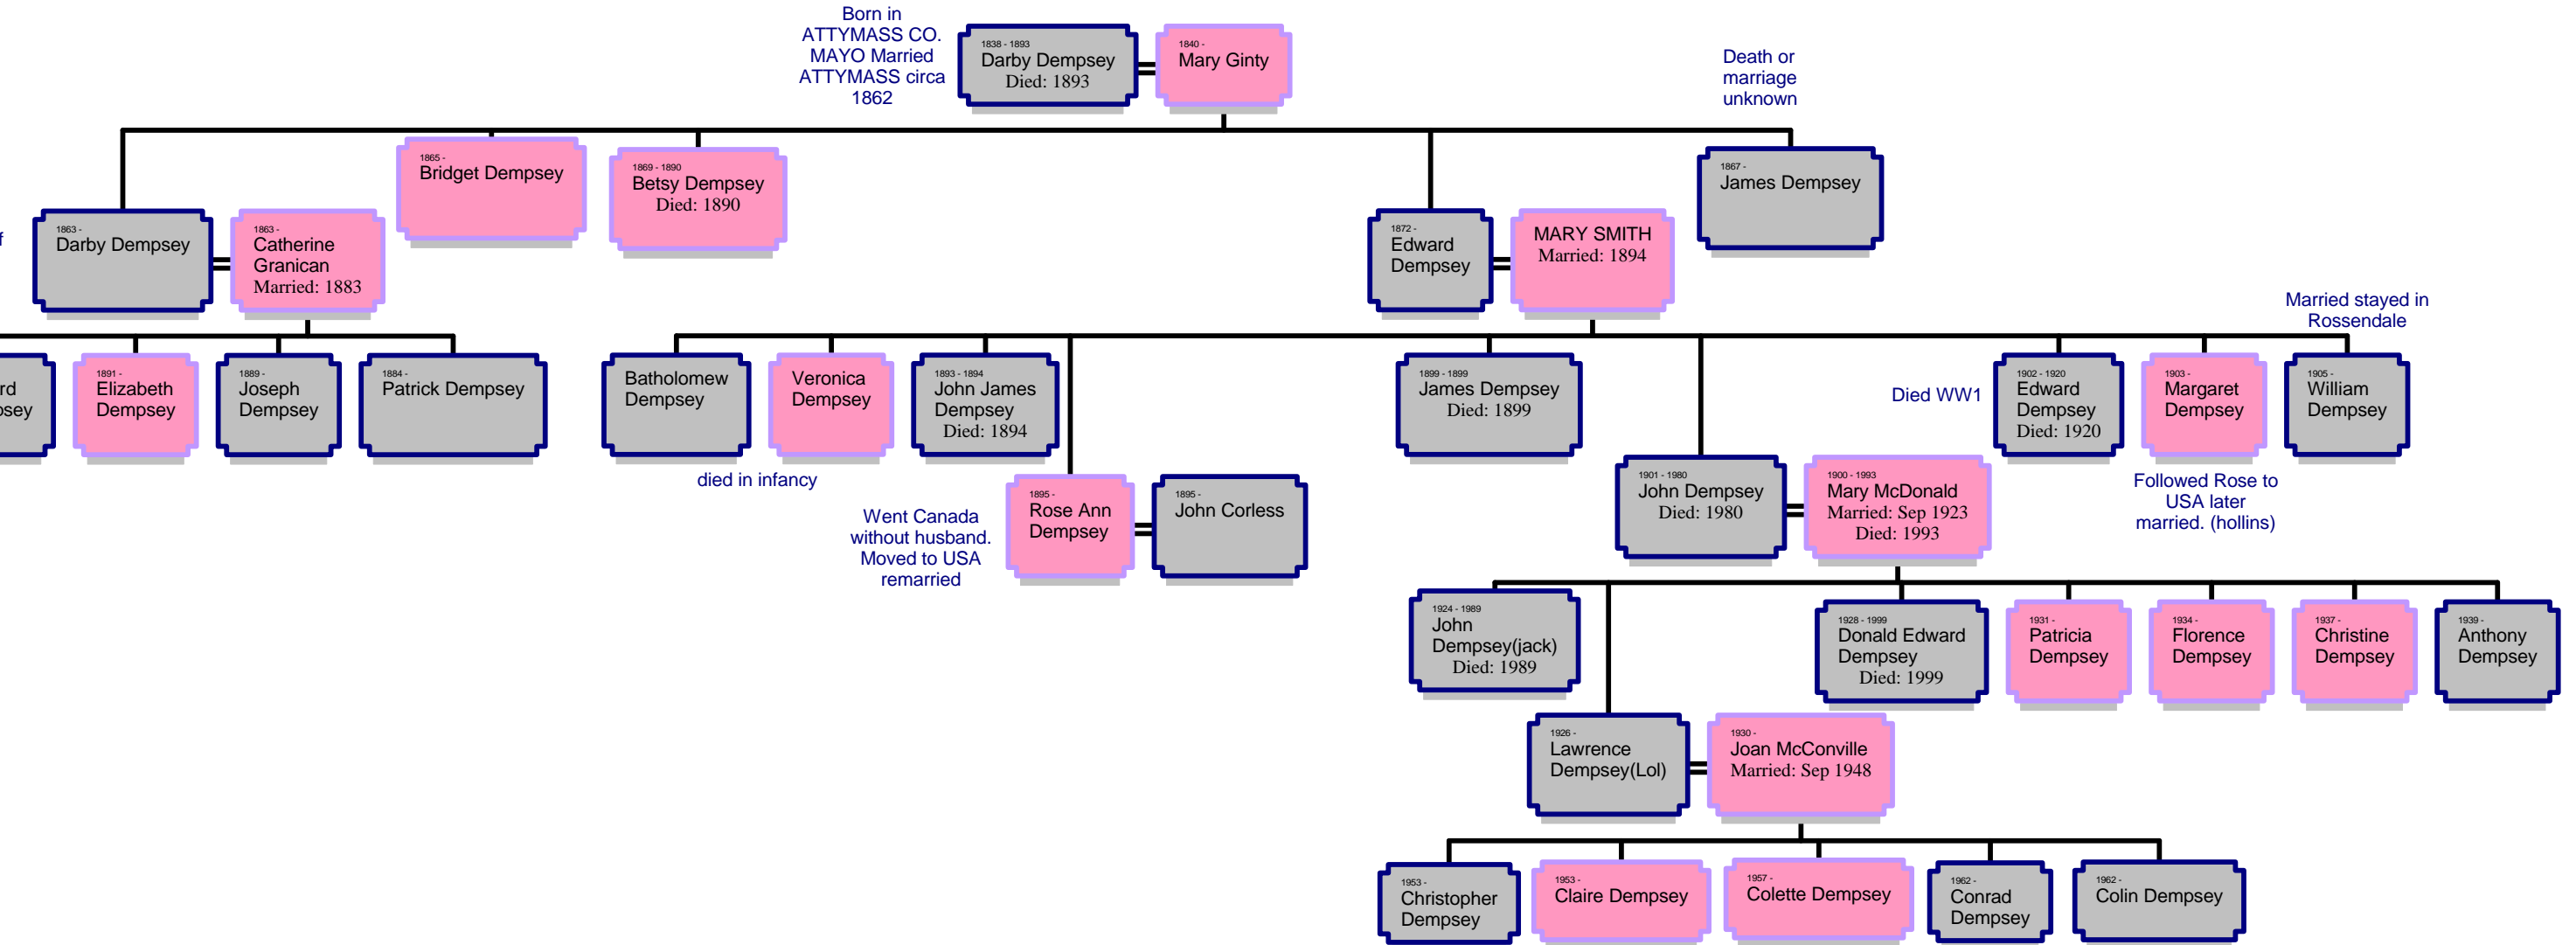 Born in
ATTYMASS CO.
MAYO Married
ATTYMASS circa
1862
1838 - 1893
Darby Dempsey
Died: 1893
1840 -
Mary Ginty
Death or
marriage
unknown
1863 -
Darby Dempsey
1863 -
Catherine
Granican
Married: 1883
1865 -
Bridget Dempsey
1869 - 1890
Betsy Dempsey
Died: 1890
1872 -
Edward
Dempsey
MARY SMITH
Married: 1894
1867 -
James Dempsey
Married stayed in
Rossendale
1891 -
Elizabeth
Dempsey
1889 -
Joseph
Dempsey
1884 -
Patrick Dempsey
Batholomew
Dempsey
Veronica
Dempsey
died in infancy
1893 - 1894
John James
Dempsey
Died: 1894
Went Canada
without husband.
Moved to USA
remarried
1895 -
Rose Ann
Dempsey
1895 -
John Corless
1899 - 1899
James Dempsey
Died: 1899
1901 - 1980
John Dempsey
Died: 1980
1900 - 1993
Mary McDonald
Married: Sep 1923
Died: 1993
Died WW1
1902 - 1920
Edward
Dempsey
Died: 1920
1903 -
Margaret
Dempsey
Followed Rose to
USA later
married. (hollins)
1905 -
William
Dempsey
1924 - 1989
John
Dempsey(jack)
Died: 1989
1926 -
Lawrence
Dempsey(Lol)
1930 -
Joan McConville
Married: Sep 1948
1928 - 1999
Donald Edward
Dempsey
Died: 1999
1931 -
Patricia
Dempsey
1934 -
Florence
Dempsey
1937 -
Christine
Dempsey
1939 -
Anthony
Dempsey
1953 -
Christopher
Dempsey
1953 -
Claire Dempsey
1957 -
Colette Dempsey
1962 -
Conrad
Dempsey
1962 -
Colin Dempsey